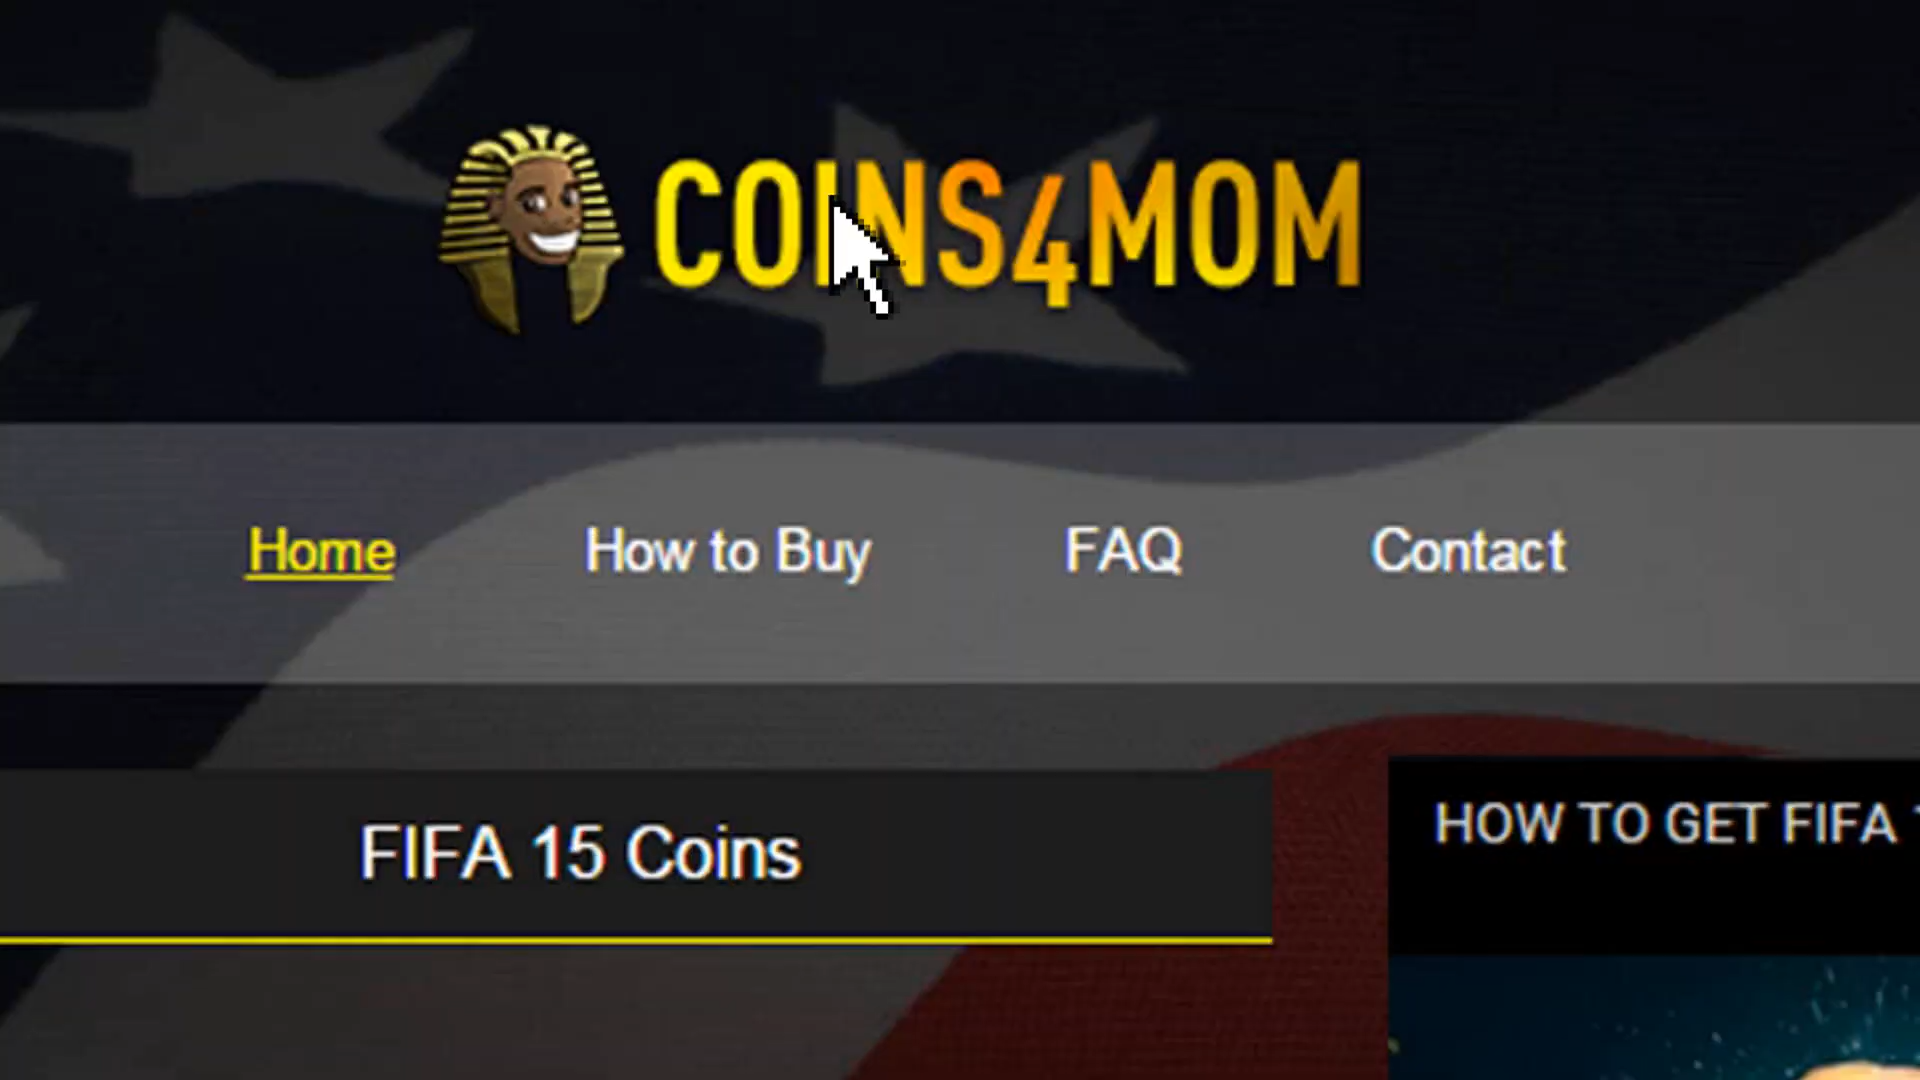 COINS4MOM
Home How to Buy FAQ Contact
FIFA 15 Coins
HOW TO GET FIFA